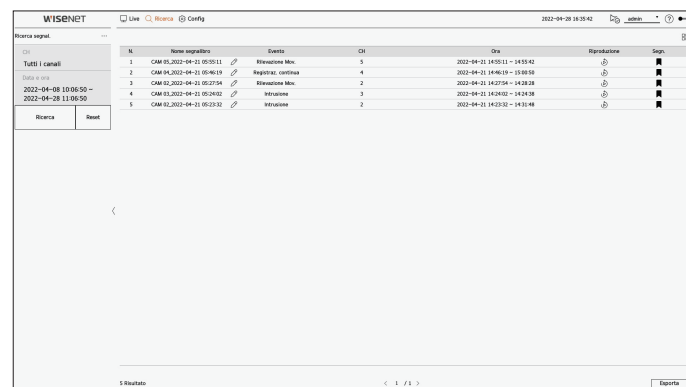 WISENET
Live Ricerca Config 2022-04-28 16:35:42 admin
Ricerca segnal. ...
CH
Tutti i canali
Data e ora
2022-04-08 10:06:50 ~
2022-04-28 11:06:50
Ricerca Reset
N. Nome segnalibro Evento CH Ora Riproduzione Segn.
1 CAM 05_2022-04-21 05:55:11 Rilevazione Mov. 5 2022-04-21 14:55:11 ~ 14:55:42
2 CAM 04_2022-04-21 05:46:19 Registraz. continua 4 2022-04-21 14:46:19 ~ 15:00:50
3 CAM 02_2022-04-21 05:27:54 Rilevazione Mov. 2 2022-04-21 14:27:54 ~ 14:28:28
4 CAM 03_2022-04-21 05:24:02 Intrusione 3 2022-04-21 14:24:02 ~ 14:24:38
5 CAM 02_2022-04-21 05:23:32 Intrusione 2 2022-04-21 14:23:32 ~ 14:31:48
5 Risultato < 1 / 1 > Esporta